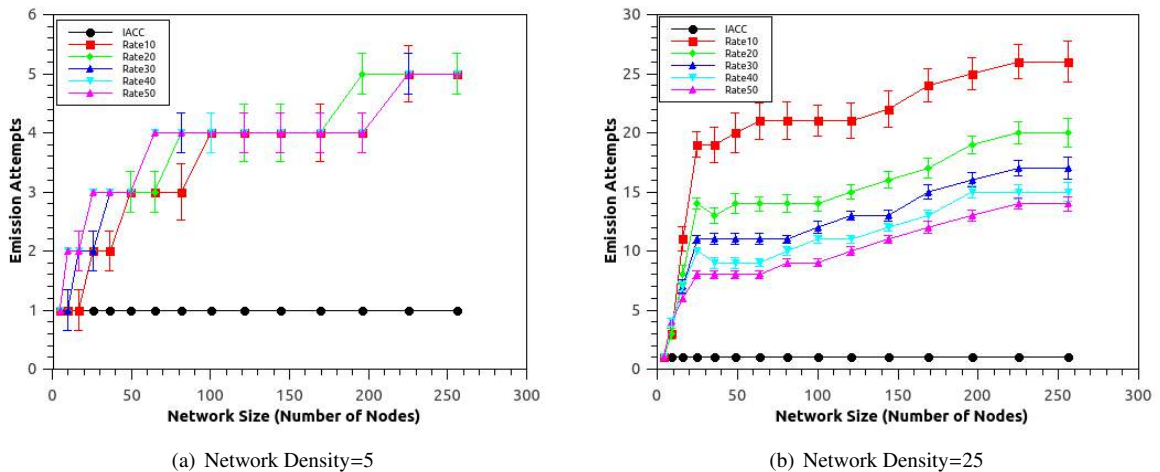 6
5
4
3
2
1
0
Emission Attempts
IACC
Rate10
Rate20
Rate30
Rate40
Rate50
0 50 100 150 200 250 300
Network Size (Number of Nodes)
(a) Network Density=5
30
25
20
15
10
5
0
Emission Attempts
IACC
Rate10
Rate20
Rate30
Rate40
Rate50
0 50 100 150 200 250 300
Network Size (Number of Nodes)
(b) Network Density=25